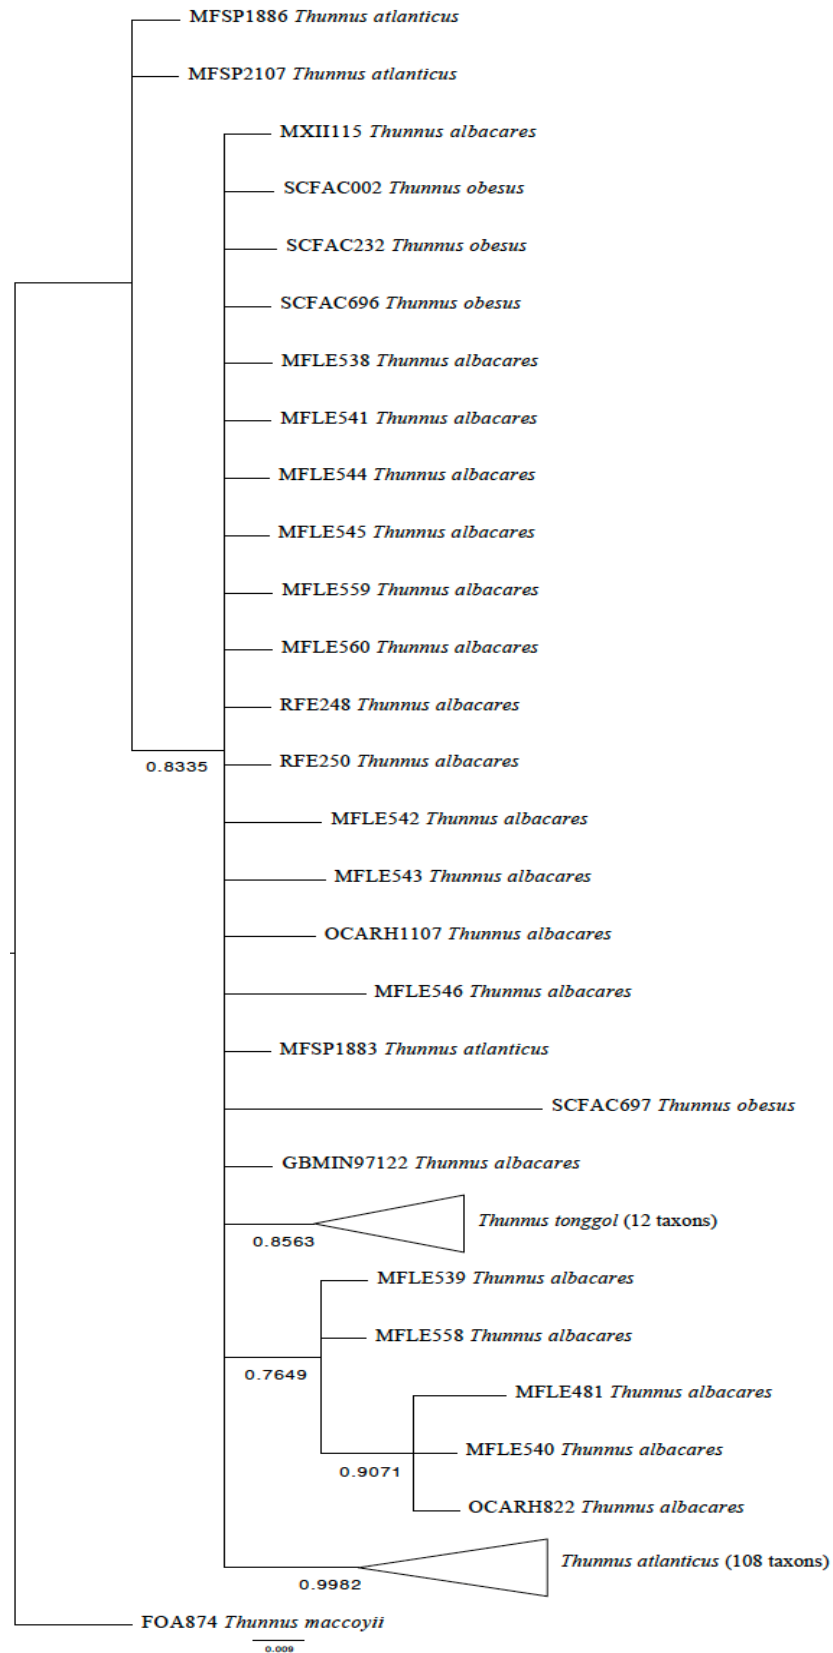 MFSP1886 Thunnus atlanticus
MFSP2107 Thunnus atlanticus
MXII115 Thunnus albacares
SCFAC002 Thunnus obesus
SCFAC232 Thunnus obesus
SCFAC696 Thunnus obesus
MFLE538 Thunnus albacares
MFLE541 Thunnus albacares
MFLE544 Thunnus albacares
MFLE545 Thunnus albacares
MFLE559 Thunnus albacares
MFLE560 Thunnus albacares
RFE248 Thunnus albacares
RFE250 Thunnus albacares
0.8335
MFLE542 Thunnus albacares
MFLE543 Thunnus albacares
OCARH1107 Thunnus albacares
MFLE546 Thunnus albacares
MFSP1883 Thunnus atlanticus
SCFAC697 Thunnus obesus
GBMIN97122 Thunnus albacares
Thunnus tonggol (12 taxons)
0.8563
MFLE539 Thunnus albacares
MFLE558 Thunnus albacares
0.7649
MFLE481 Thunnus albacares
MFLE540 Thunnus albacares
0.9071
OCARH822 Thunnus albacares
Thunnus atlanticus (108 taxons)
0.9982
FOA874 Thunnus maccoyii
0.009